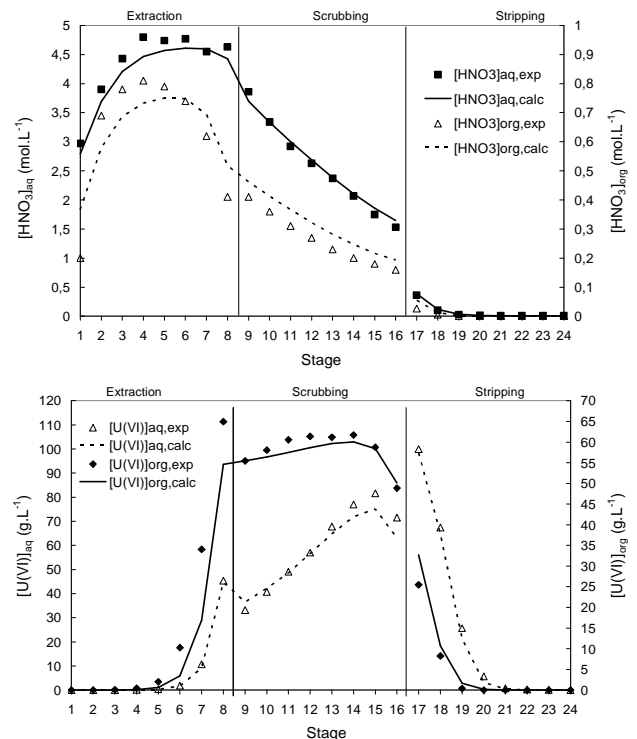 Extraction Scrubbing Stripping
5 1
4,5 0,9
4 0,8
3,5 0,7
3 0,6
2,5 0,5
2 0,4
1,5 0,3
1 0,2
0,5 0,1
0 0
[HNO3]aq (mol.L-1)
[HNO3]org (mol.L-1)
[HNO3]aq,exp
[HNO3]aq,calc
[HNO3]org,exp
[HNO3]org,calc
1 2 3 4 5 6 7 8 9 10 11 12 13 14 15 16 17 18 19 20 21 22 23 24
Stage
Extraction Scrubbing Stripping
120 70
110 65
100 60
90 55
80 50
70 45
60 40
50 35
40 30
30 25
20 20
10 15
0 10
5
0
[U(VI)]aq (g.L-1)
[U(VI)]org (g.L-1)
[U(VI)]aq,exp
[U(VI)]aq,calc
[U(VI)]org,exp
[U(VI)]org,calc
1 2 3 4 5 6 7 8 9 10 11 12 13 14 15 16 17 18 19 20 21 22 23 24
Stage